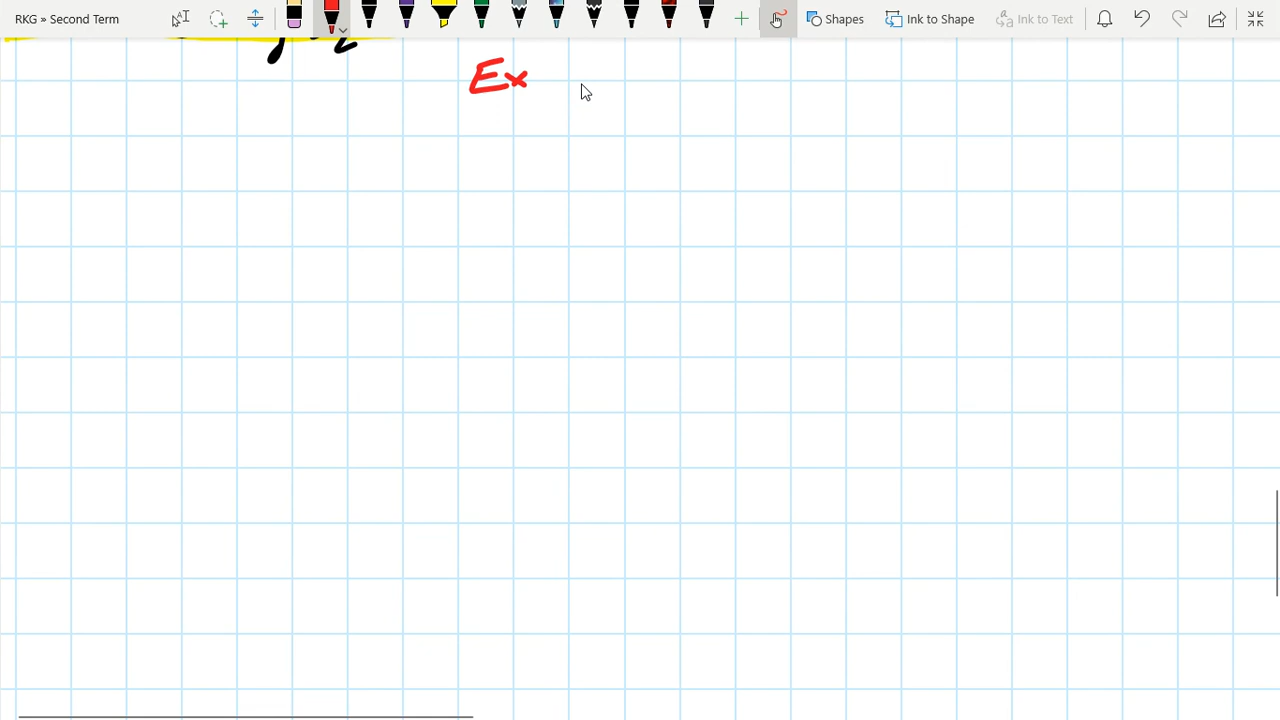 RKG » Second Term
Shapes
Ink to Shape
Ink to Text
Ex